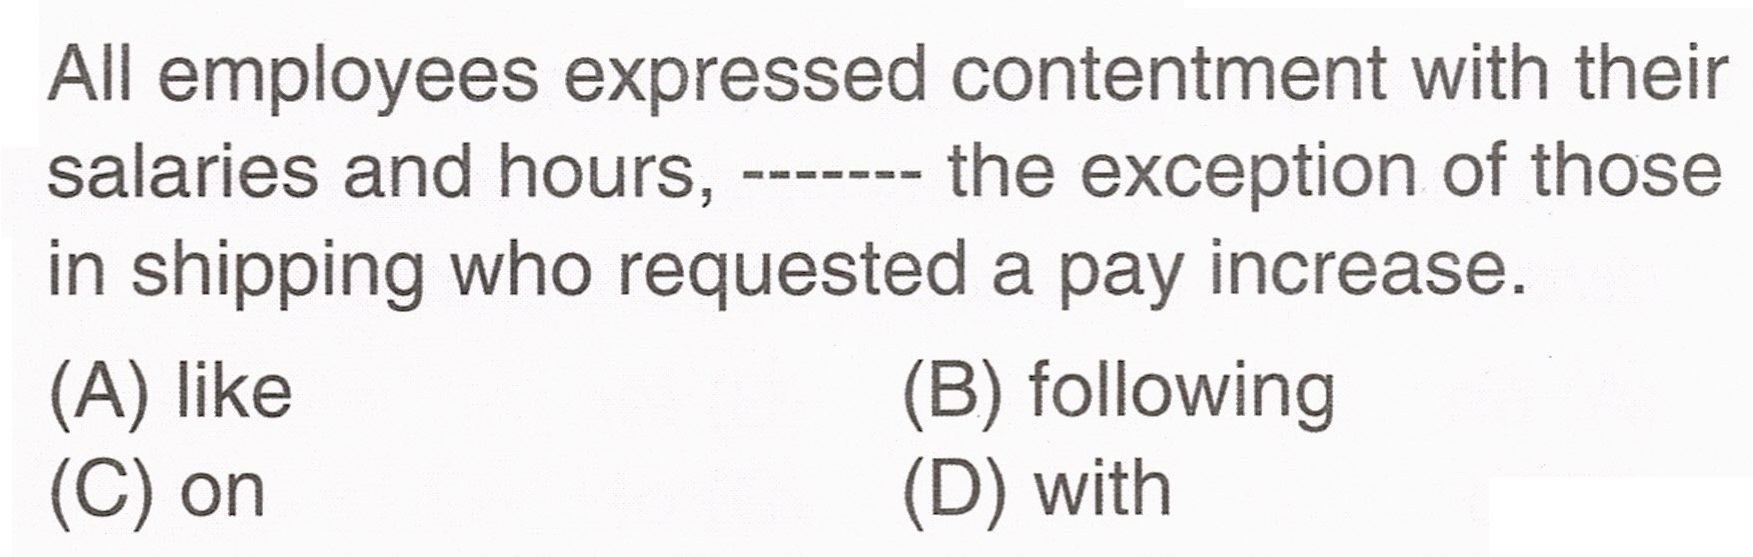 All employees expressed contentment with their
salaries and hours, ------- the exception of those
in shipping who requested a pay increase.
(A) like (B) following
(C) on (D) with